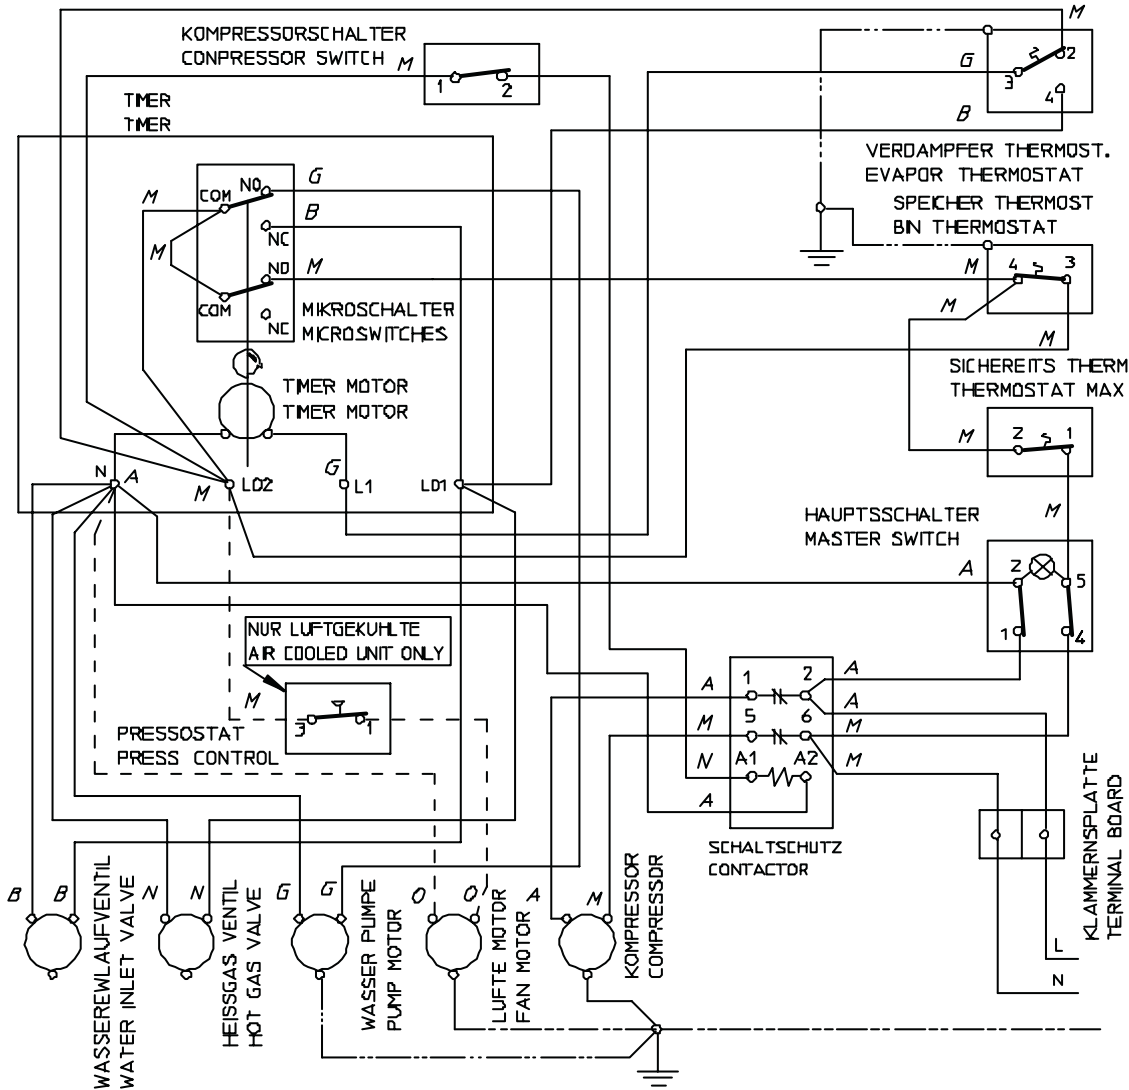 KOMPRESSORSCHALTER
CONPRESSOR SWITCH
M
1
2
M
2
G
3
4
B
TIMER
TIMER
VERDAMPFER THERMOST.
EVAPOR THERMOSTAT
SPEICHER THERMOST
BIN THERMOSTAT
M
COM
NO
G
B
NC
M
NO
M
COM
NC
MIKROSCHALTER
MICROSWITCHES
M
4
3
M
M
TIMER MOTOR
TIMER MOTOR
SICHEREITS THERM
THERMOSTAT MAX
M
2
1
N
A
M
LO2
G
L1
LO1
M
HAUPTSSCHALTER
MASTER SWITCH
A
2
5
1
4
NUR LUFTGEKUHLTE
AIR COOLED UNIT ONLY
M
3
1
PRESSOSTAT
PRESS CONTROL
A
1
2
A
A
M
5
6
M
N
A1
A2
M
A
SCHALTSCHUTZ
CONTACTOR
KLAMMERNSPLATTE
TERMINAL BOARD
L
N
B
B
N
N
G
G
O
O
A
M
WASSEREWLAUFVENTIL
WATER INLET VALVE
HEISSGAS VENTIL
HOT GAS VALVE
WASSER PUMPE
PUMP MOTOR
LUFTE MOTOR
FAN MOTOR
KOMPRESSOR
COMPRESSOR